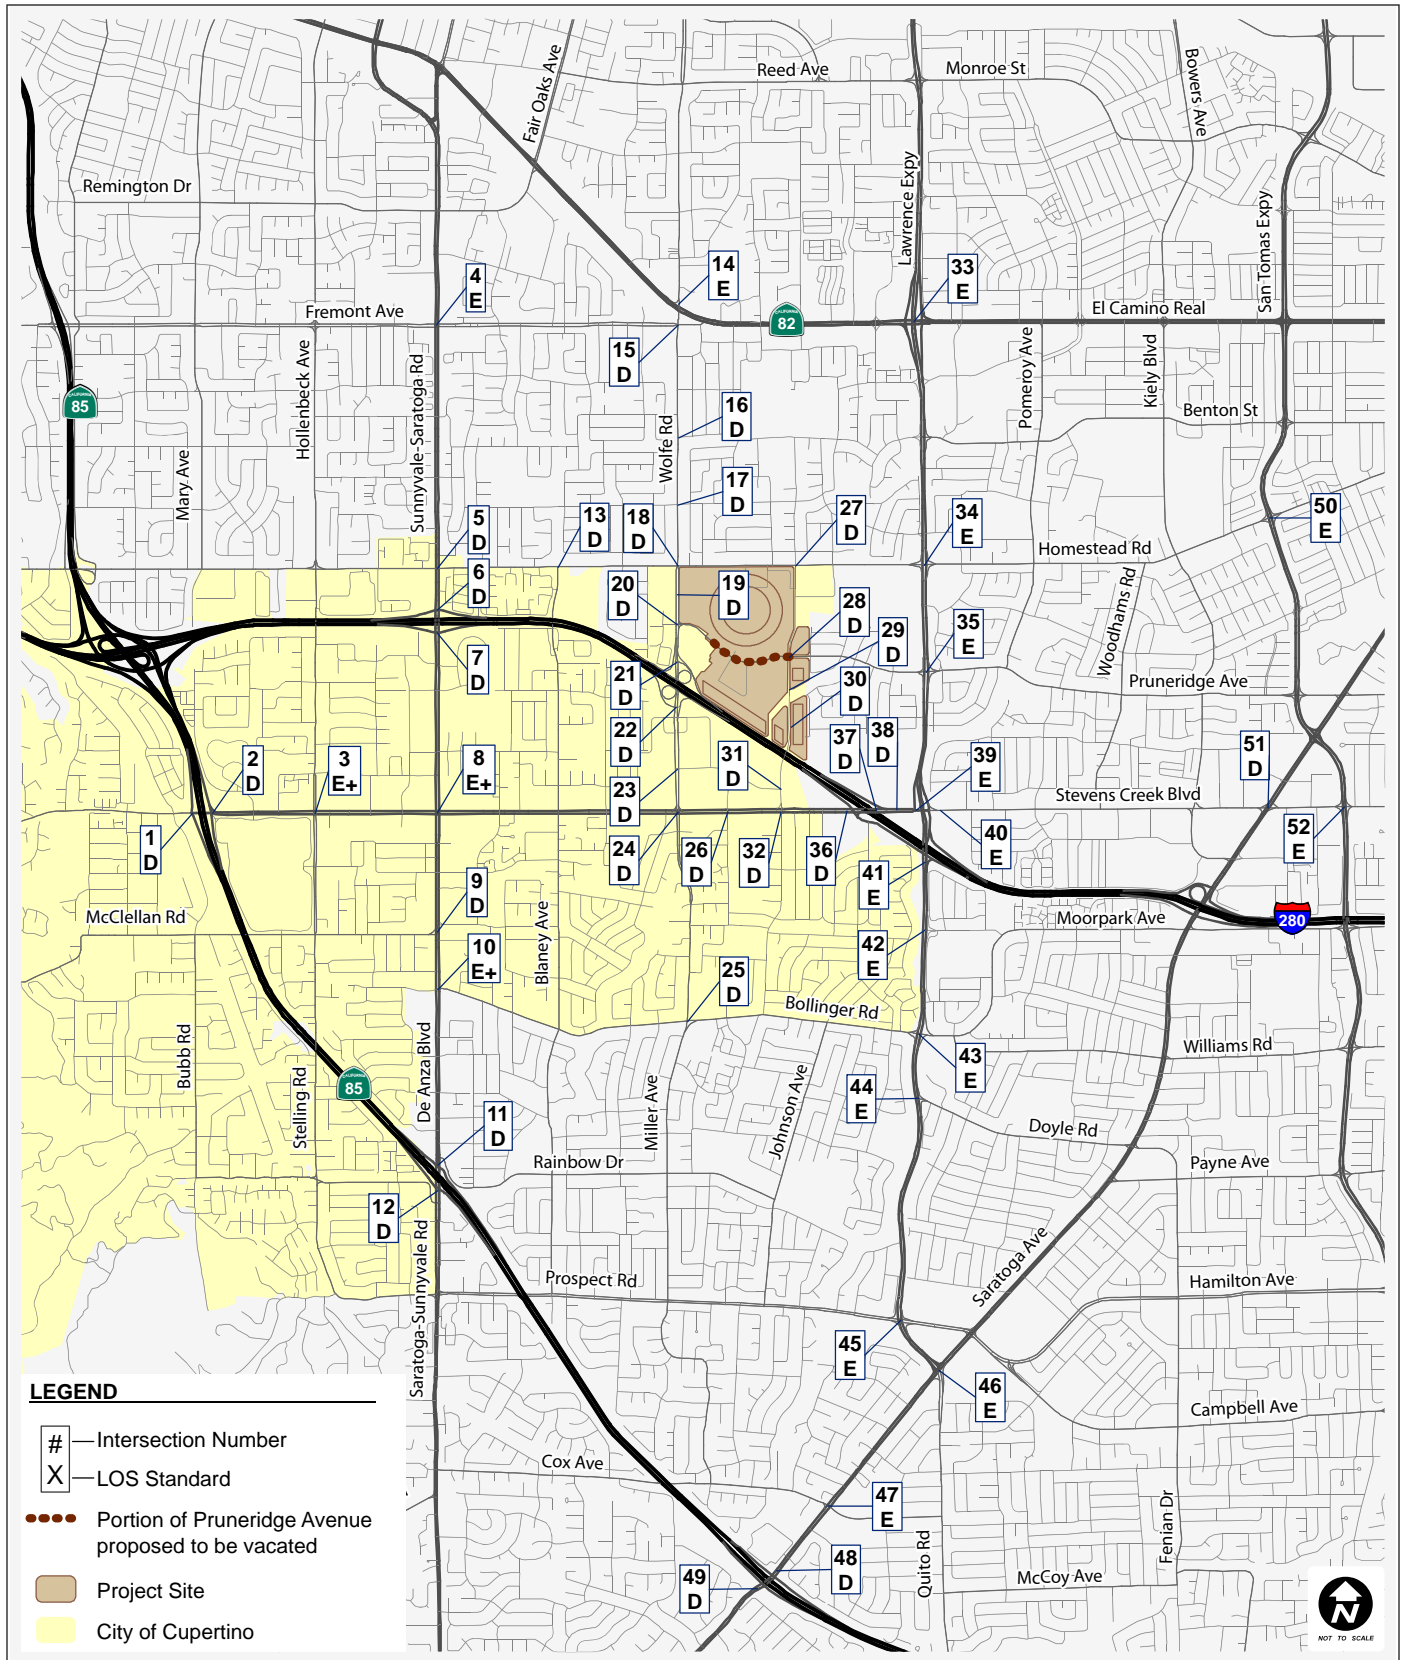 Reed Ave
Monroe St
Bowers Ave
Fair Oaks Ave
Remington Dr
Lawrence Expy
San Tomas Expy
4
E
14
E
33
E
Fremont Ave
CALIFORNIA
82
El Camino Real
15
D
Hollenbeck Ave
Sunnyvale-Saratoga Rd
Pomeroy Ave
Kiely Blvd
CALIFORNIA
85
16
D
Benton St
Wolfe Rd
Mary Ave
17
D
5
D
13
D
18
D
27
D
34
E
50
E
Homestead Rd
6
D
20
D
19
D
28
D
Woodhams Rd
29
D
35
E
7
D
21
D
30
D
Pruneridge Ave
22
D
31
D
37
D
38
D
2
D
3
E+
8
E+
39
E
51
D
23
D
Stevens Creek Blvd
1
D
24
D
26
D
32
D
36
D
40
E
52
E
41
E
9
D
McClellan Rd
Blaney Ave
Moorpark Ave
280
10
E+
42
E
25
D
Bollinger Rd
Bubb Rd
De Anza Blvd
Williams Rd
43
E
Stelling Rd
CALIFORNIA
85
Miller Ave
Johnson Ave
44
E
11
D
Doyle Rd
Rainbow Dr
Payne Ave
12
D
Saratoga-Sunnyvale Rd
Saratoga Ave
Prospect Rd
Hamilton Ave
45
E
46
E
Campbell Ave
Cox Ave
47
E
Fenian Dr
Quito Rd
48
D
49
D
McCoy Ave
LEGEND
#
Intersection Number
X
LOS Standard
Portion of Pruneridge Avenue
proposed to be vacated
Project Site
City of Cupertino
N
NOT TO SCALE